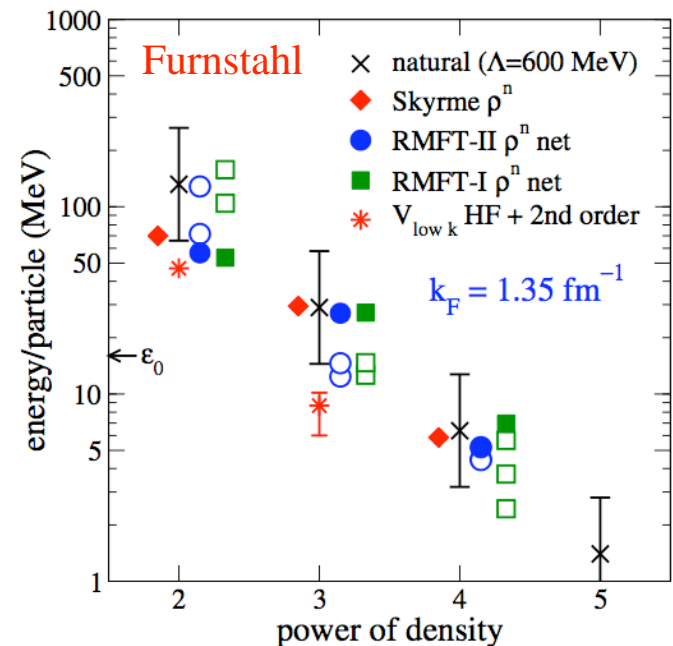 1000
500
100
50
10
5
1
energy/particle (MeV)
Furnstahl
natural (Λ=600 MeV)
Skyrme ρⁿ
RMFT-II ρⁿ net
RMFT-I ρⁿ net
V_low k HF + 2nd order
k_F = 1.35 fm⁻¹
ε₀
2 3 4 5
power of density